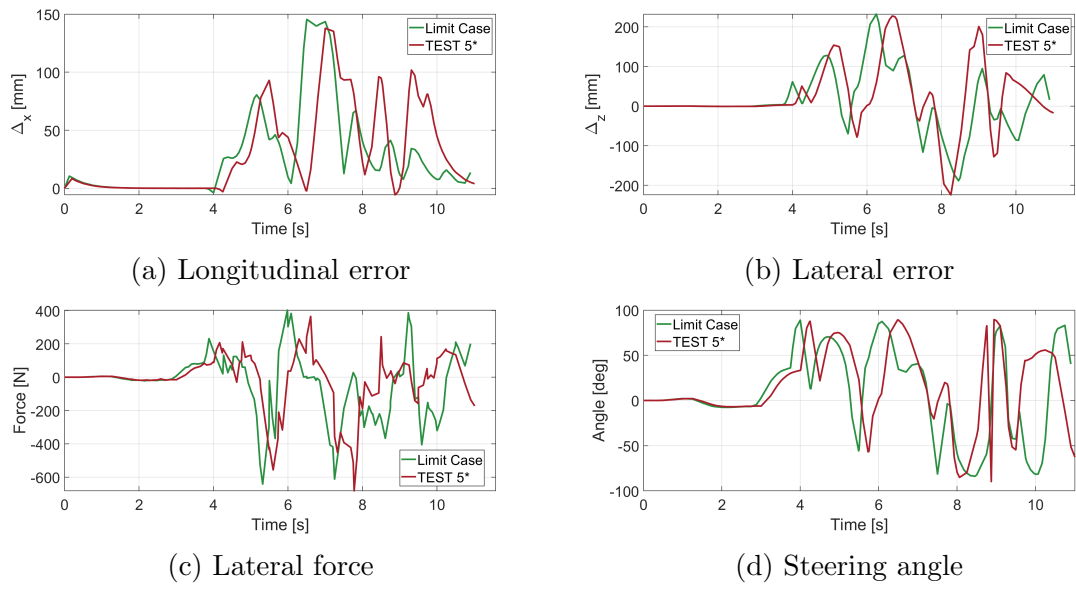 150
100
50
0
Δx [mm]
0 2 4 6 8 10
Time [s]
Limit Case
TEST 5*
(a) Longitudinal error
200
100
0
-100
-200
Δz [mm]
0 2 4 6 8 10
Time [s]
Limit Case
TEST 5*
(b) Lateral error
400
200
0
-200
-400
-600
Force [N]
0 2 4 6 8 10
Time [s]
Limit Case
TEST 5*
(c) Lateral force
100
50
0
-50
-100
Angle [deg]
0 2 4 6 8 10
Time [s]
Limit Case
TEST 5*
(d) Steering angle